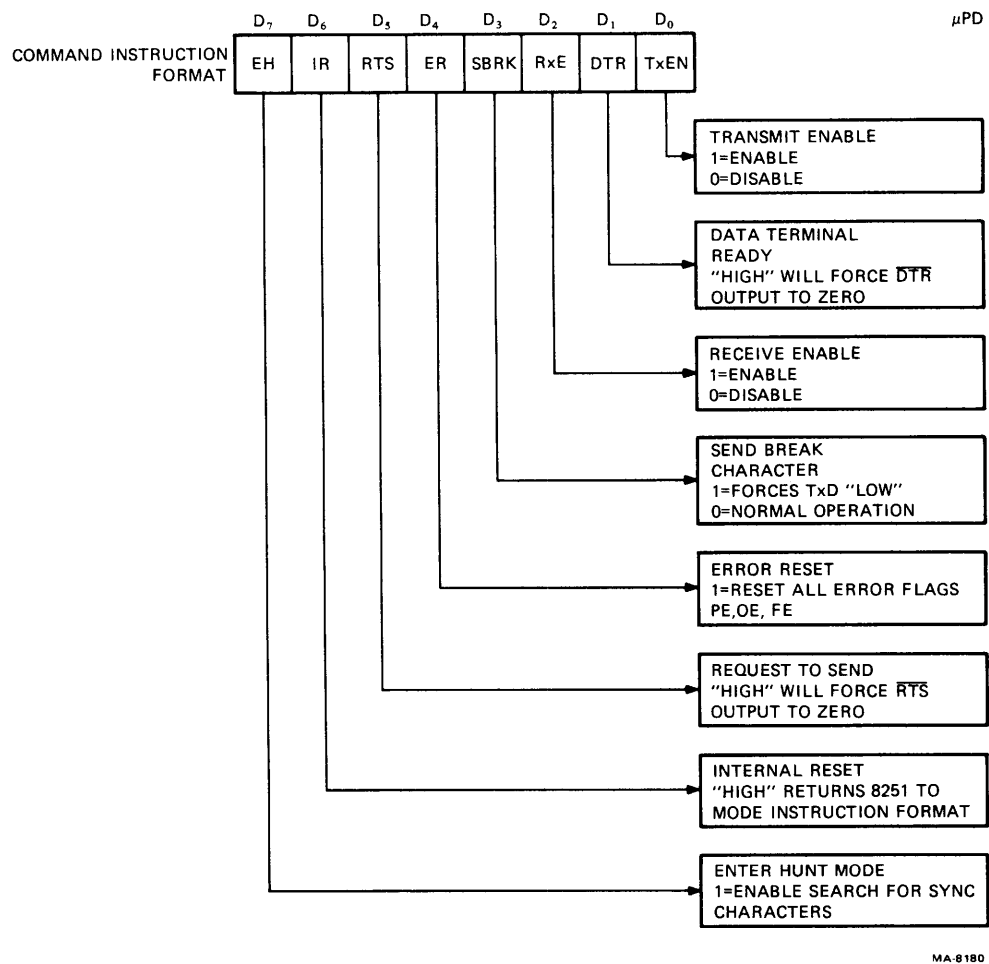 D₇ D₆ D₅ D₄ D₃ D₂ D₁ D₀ μPD
COMMAND INSTRUCTION
FORMAT
EH IR RTS ER SBRK RxE DTR TxEN
TRANSMIT ENABLE
1=ENABLE
0=DISABLE
DATA TERMINAL
READY
"HIGH" WILL FORCE D̅T̅R̅
OUTPUT TO ZERO
RECEIVE ENABLE
1=ENABLE
0=DISABLE
SEND BREAK
CHARACTER
1=FORCES TxD "LOW"
0=NORMAL OPERATION
ERROR RESET
1=RESET ALL ERROR FLAGS
PE,OE, FE
REQUEST TO SEND
"HIGH" WILL FORCE R̅T̅S̅
OUTPUT TO ZERO
INTERNAL RESET
"HIGH" RETURNS 8251 TO
MODE INSTRUCTION FORMAT
ENTER HUNT MODE
1=ENABLE SEARCH FOR SYNC
CHARACTERS
MA-8180